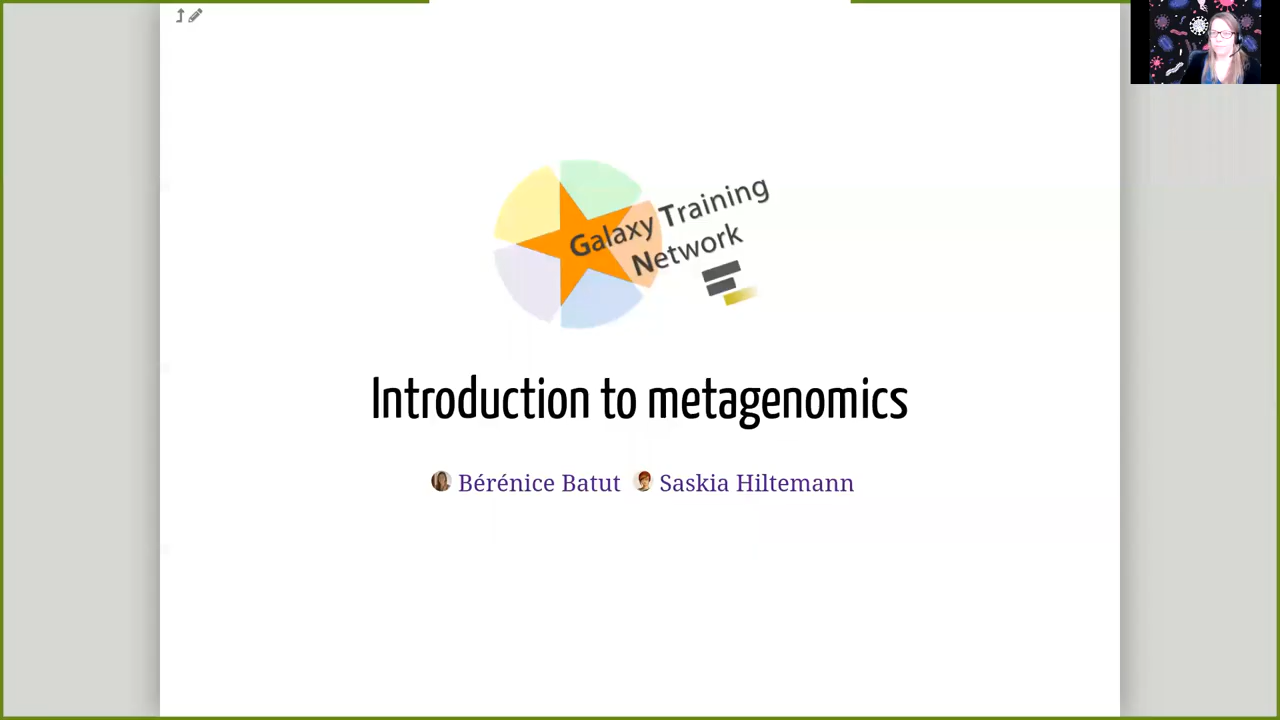 Galaxy Training
Network
Introduction to metagenomics
Bérénice Batut Saskia Hiltemann